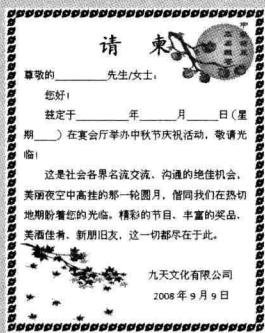 请 柬
尊敬的________先生/女士：
您好！
兹定于________年______月______日（星
期____）在宴会厅举办中秋节庆祝活动，敬请光
临！
这是社会各界名流交流、沟通的绝佳机会，
美丽夜空中高挂的那一轮圆月，偕同我们在热切
地期盼着您的光临。精彩的节目、丰富的奖品、
美酒佳肴、新朋旧友，这一切都尽在于此。
九天文化有限公司
2008 年 9 月 9 日